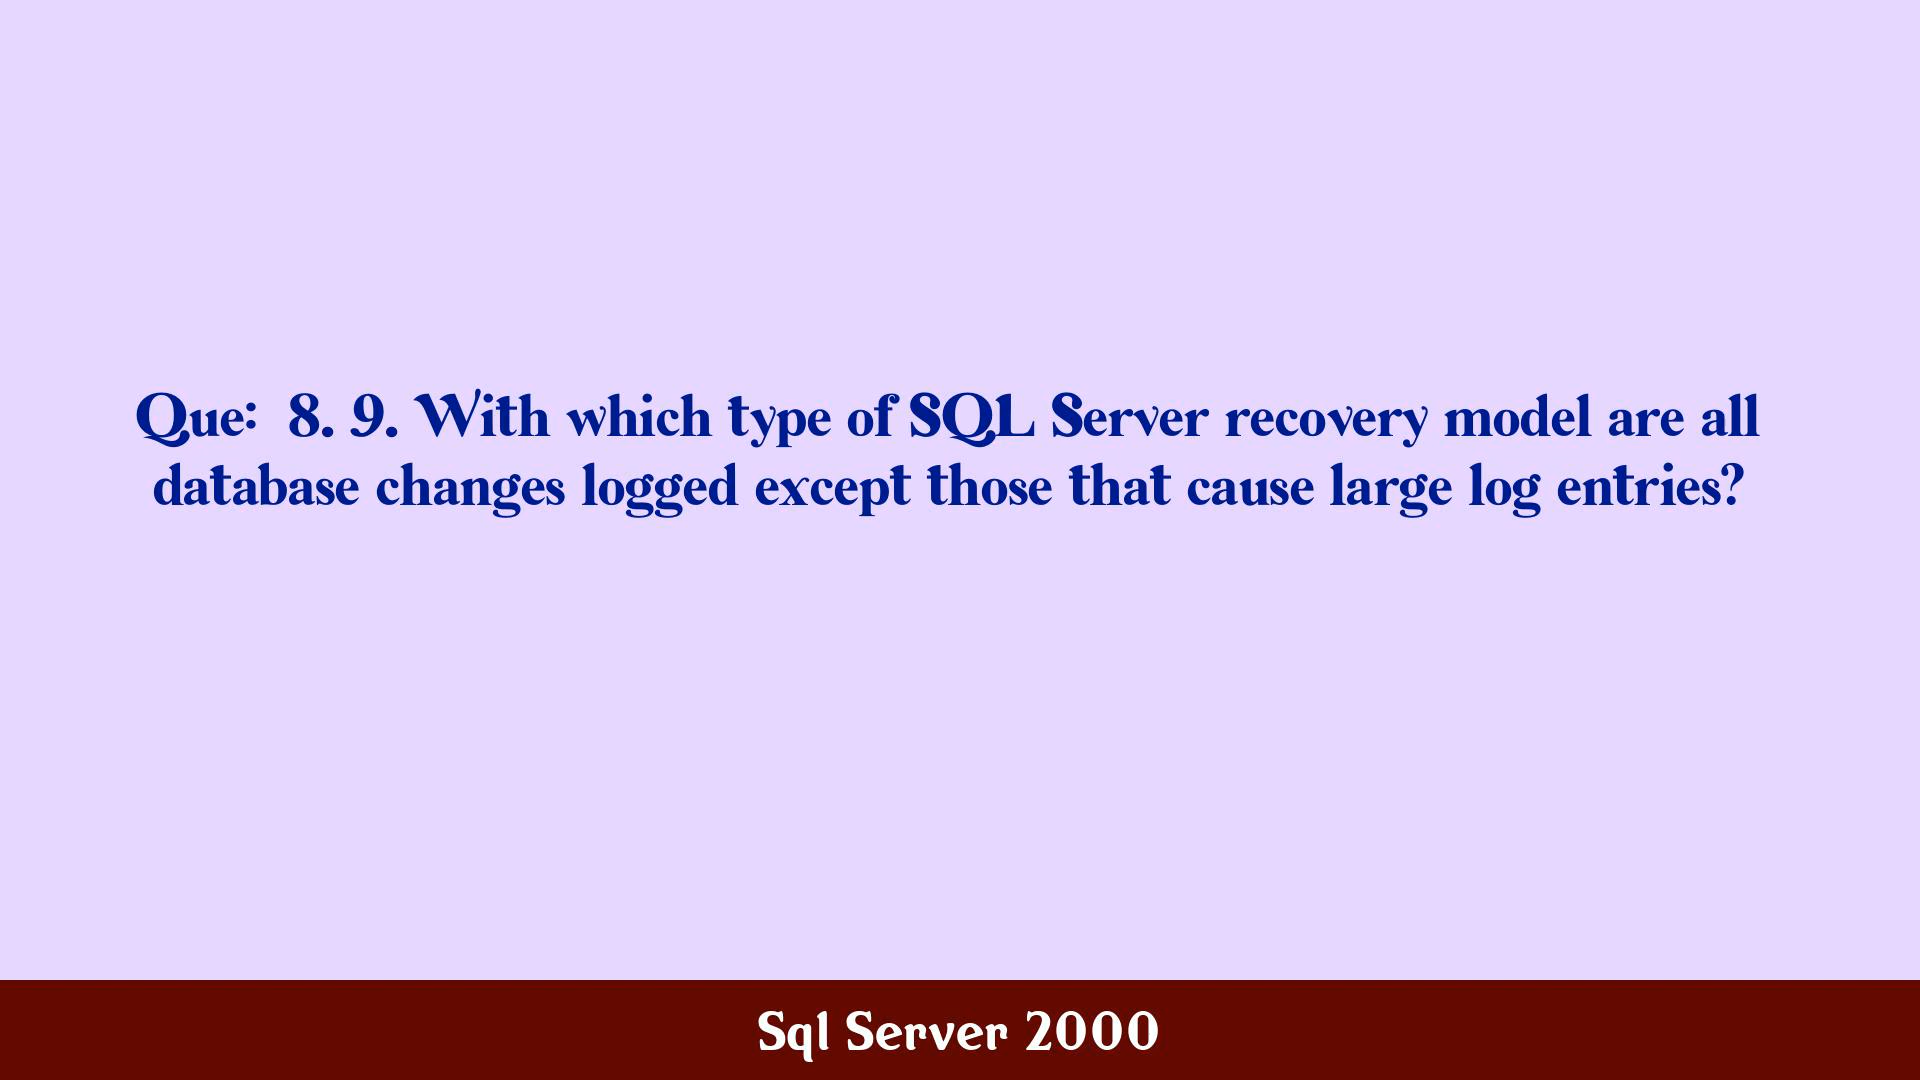 Que:  8. 9. With which type of SQL Server recovery model are all
database changes logged except those that cause large log entries?
Sql Server 2000